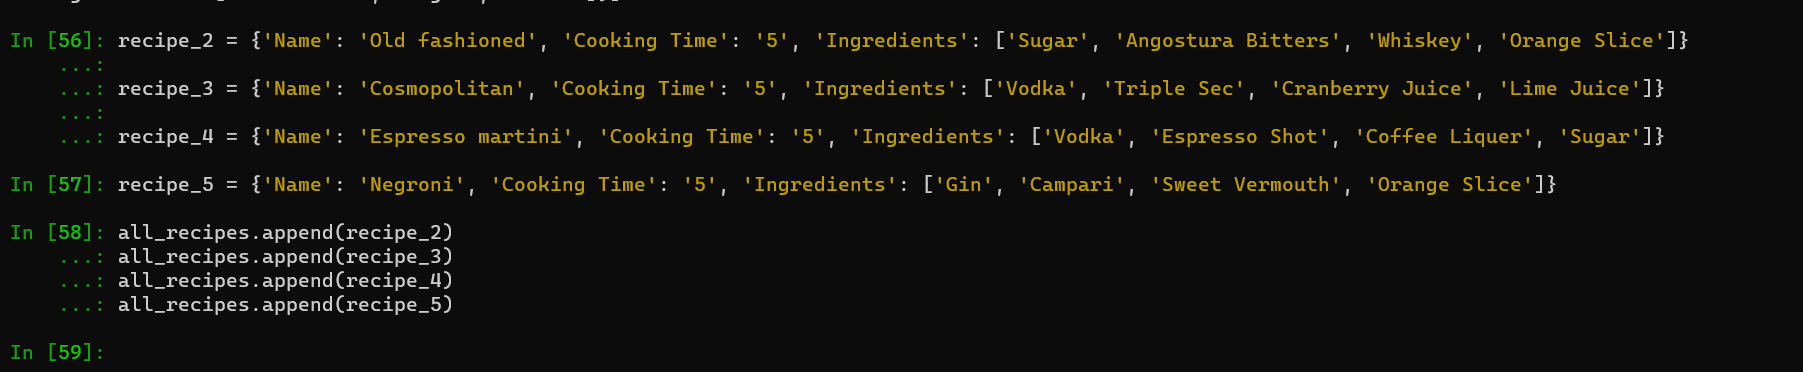 In [56]: recipe_2 = {'Name': 'Old fashioned', 'Cooking Time': '5', 'Ingredients': ['Sugar', 'Angostura Bitters', 'Whiskey', 'Orange Slice']}
...:
...: recipe_3 = {'Name': 'Cosmopolitan', 'Cooking Time': '5', 'Ingredients': ['Vodka', 'Triple Sec', 'Cranberry Juice', 'Lime Juice']}
...:
...: recipe_4 = {'Name': 'Espresso martini', 'Cooking Time': '5', 'Ingredients': ['Vodka', 'Espresso Shot', 'Coffee Liquer', 'Sugar']}
In [57]: recipe_5 = {'Name': 'Negroni', 'Cooking Time': '5', 'Ingredients': ['Gin', 'Campari', 'Sweet Vermouth', 'Orange Slice']}
In [58]: all_recipes.append(recipe_2)
...: all_recipes.append(recipe_3)
...: all_recipes.append(recipe_4)
...: all_recipes.append(recipe_5)
In [59]: